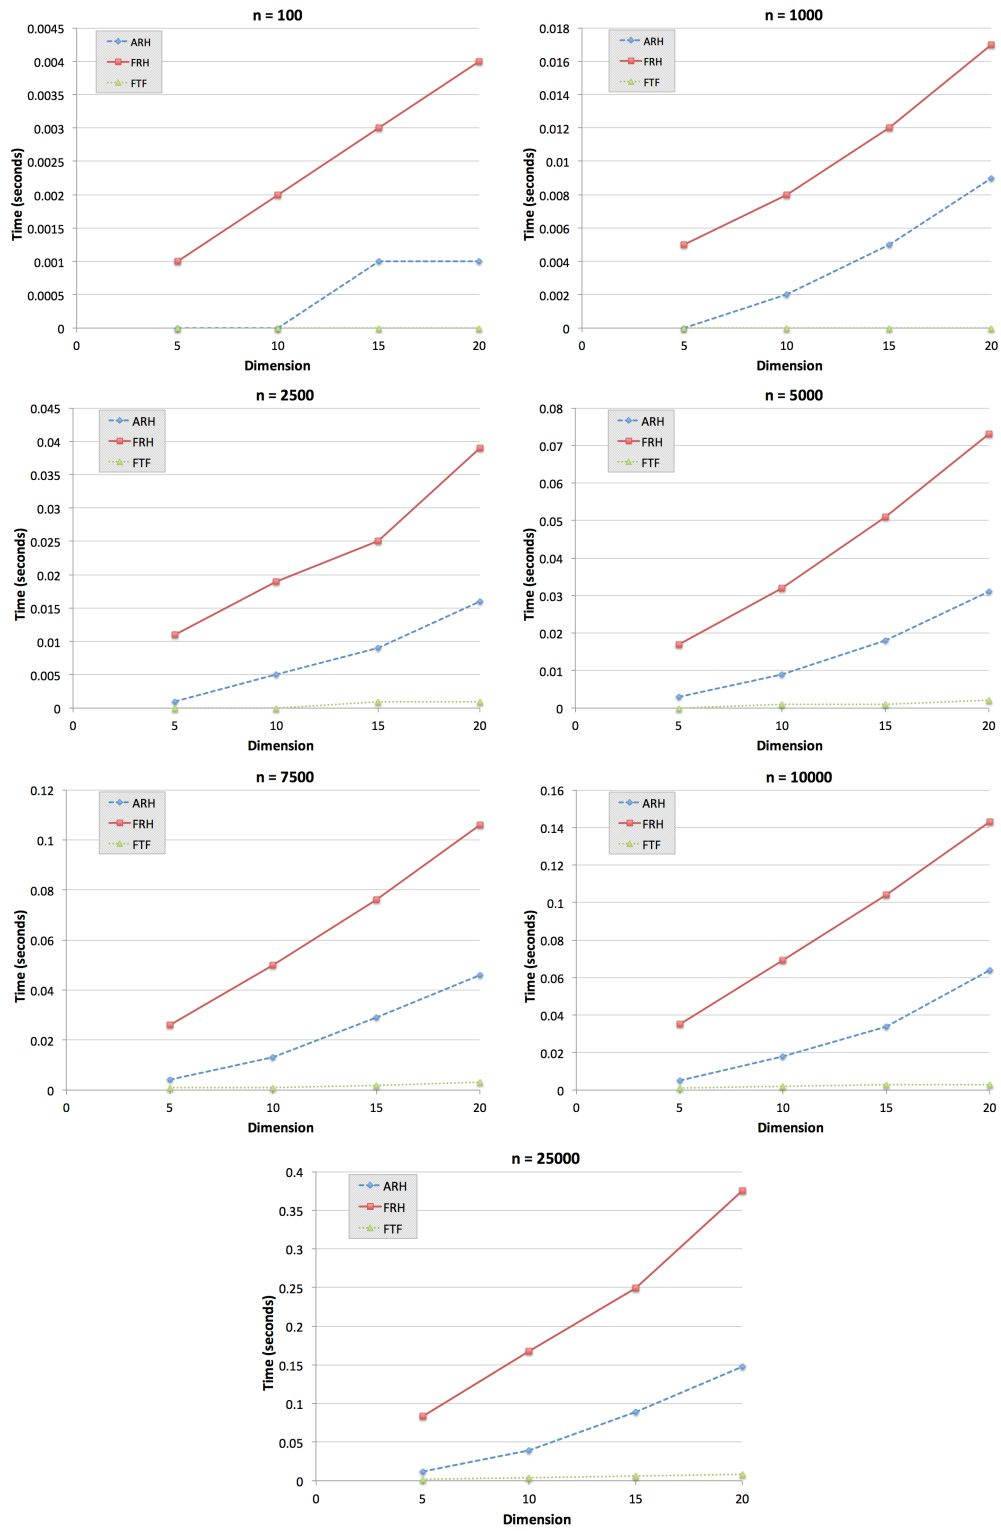 n = 100
0.0045
0.004
0.0035
0.003
0.0025
0.002
0.0015
0.001
0.0005
0
Time (seconds)
ARH
FRH
FTF
0 5 10 15 20
Dimension
n = 1000
0.018
0.016
0.014
0.012
0.01
0.008
0.006
0.004
0.002
0
Time (seconds)
ARH
FRH
FTF
0 5 10 15 20
Dimension
n = 2500
0.045
0.04
0.035
0.03
0.025
0.02
0.015
0.01
0.005
0
Time (seconds)
ARH
FRH
FTF
0 5 10 15 20
Dimension
n = 5000
0.08
0.07
0.06
0.05
0.04
0.03
0.02
0.01
0
Time (seconds)
ARH
FRH
FTF
0 5 10 15 20
Dimension
n = 7500
0.12
0.1
0.08
0.06
0.04
0.02
0
Time (seconds)
ARH
FRH
FTF
0 5 10 15 20
Dimension
n = 10000
0.16
0.14
0.12
0.1
0.08
0.06
0.04
0.02
0
Time (seconds)
ARH
FRH
FTF
0 5 10 15 20
Dimension
n = 25000
0.4
0.35
0.3
0.25
0.2
0.15
0.1
0.05
0
Time (seconds)
ARH
FRH
FTF
0 5 10 15 20
Dimension